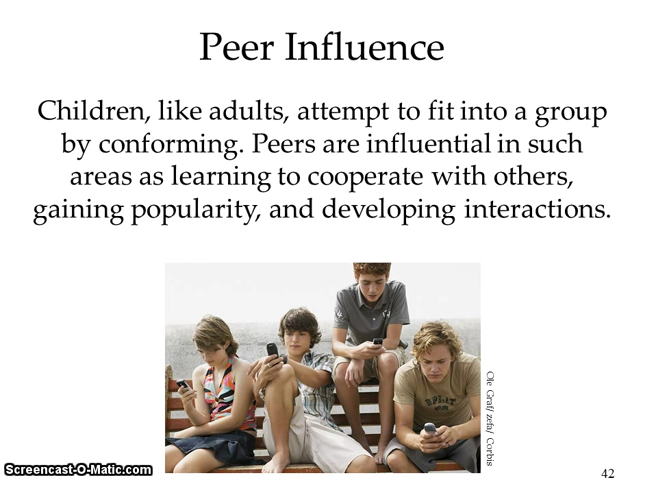 Peer Influence
Children, like adults, attempt to fit into a group
by conforming. Peers are influential in such
areas as learning to cooperate with others,
gaining popularity, and developing interactions.
Ole Graf/ zefa/ Corbis
Screencast-O-Matic.com
42